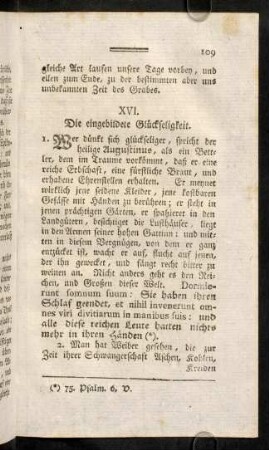 109
gleiche Art laufen unsere Tage vorbey, und
eilen zum Ende, zu der bestimmten aber uns
unbekannten Zeit des Grabes.
XVI.
Die eingebildete Glückseligkeit.
1. Wer dünkt sich glückseliger, spricht der
heilige Augustinus, als ein Bett-
ler, dem im Traume vorkömmt, daß er eine
reiche Erbschaft, eine fürstliche Braut, und
erhabene Ehrenstellen erhalten. Er meynet
wirklich jene seidene Kleider, jene kostbaren
Gefässe mit Händen zu berühren; er steht in
jenen prächtigen Gärten, er spatziert in den
Landgütern, besichtiget die Lusthäuser, liegt
in den Armen seiner hohen Gattinn: und mit-
ten in diesem Vergnügen, von dem er ganz
entzücket ist, wacht er auf, fluche auf jenen,
der ihn gewecket, und fängt recht bitter zu
weinen an. Nicht anders geht es den Rei-
chen, und Großen dieser Welt. Dormie-
runt somnum suum: Sie haben ihren
Schlaf geendet, et nihil invenerunt om-
nes viri divitiarum in manibus suis: und
alle diese reichen Leute hatten nichts
mehr in ihren Händen (*).
2. Man hat Weiber gesehen, die zur
Zeit ihrer Schwangerschaft Aschen, Kohlen,
Kreiden
(*) 75. Psalm. 6. V.